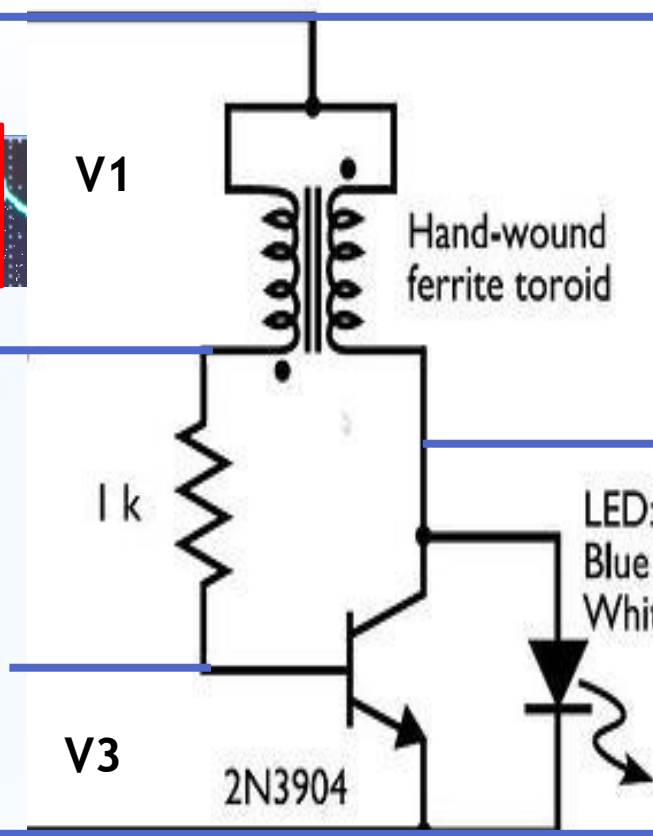 V1
Hand-wound
ferrite toroid
1 k
LED:
Blue
V3
2N3904